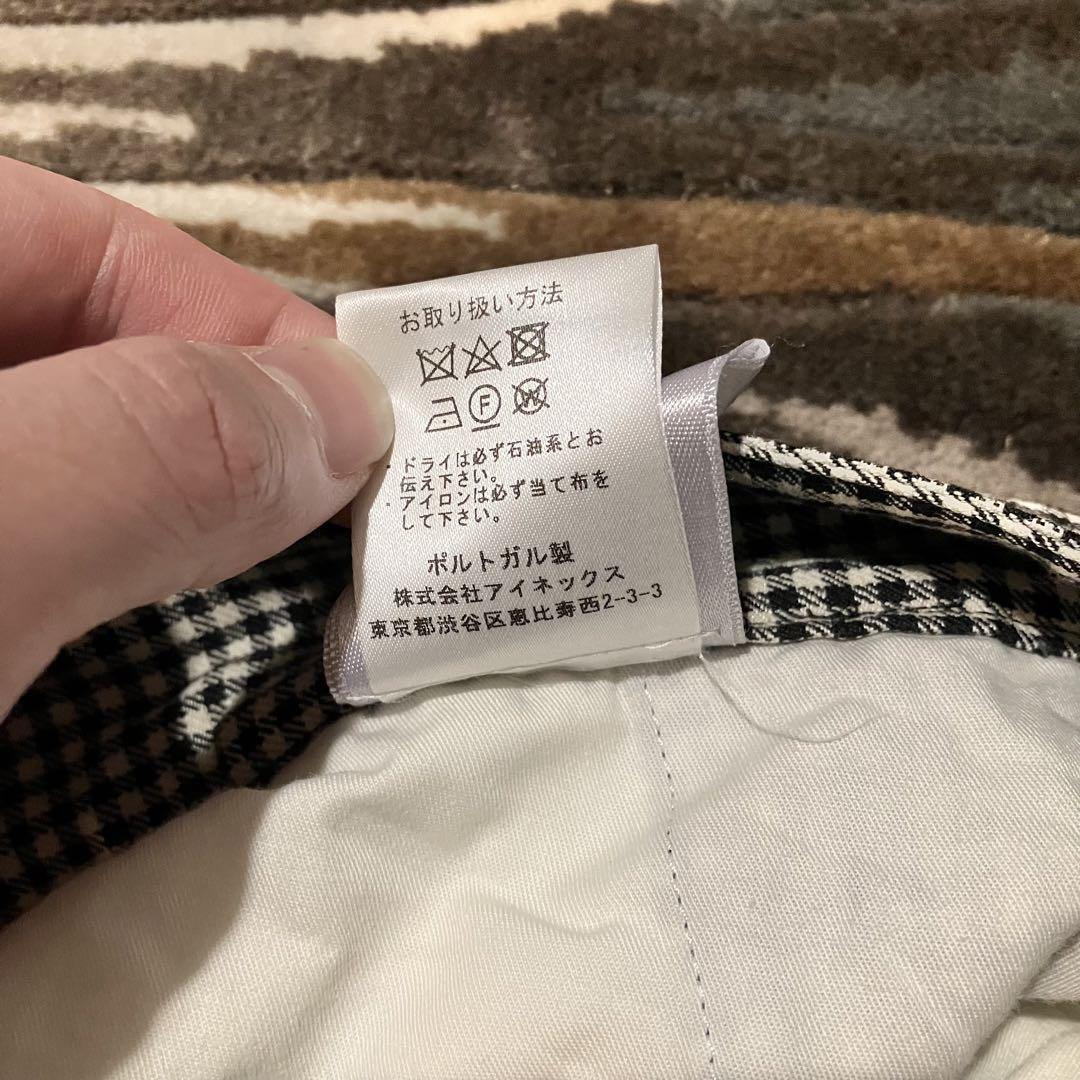 お取り扱い方法
F W
・ドライは必ず石油系とお
伝え下さい。
・アイロンは必ず当て布を
して下さい。
ポルトガル製
株式会社アイネックス
東京都渋谷区恵比寿西2-3-3